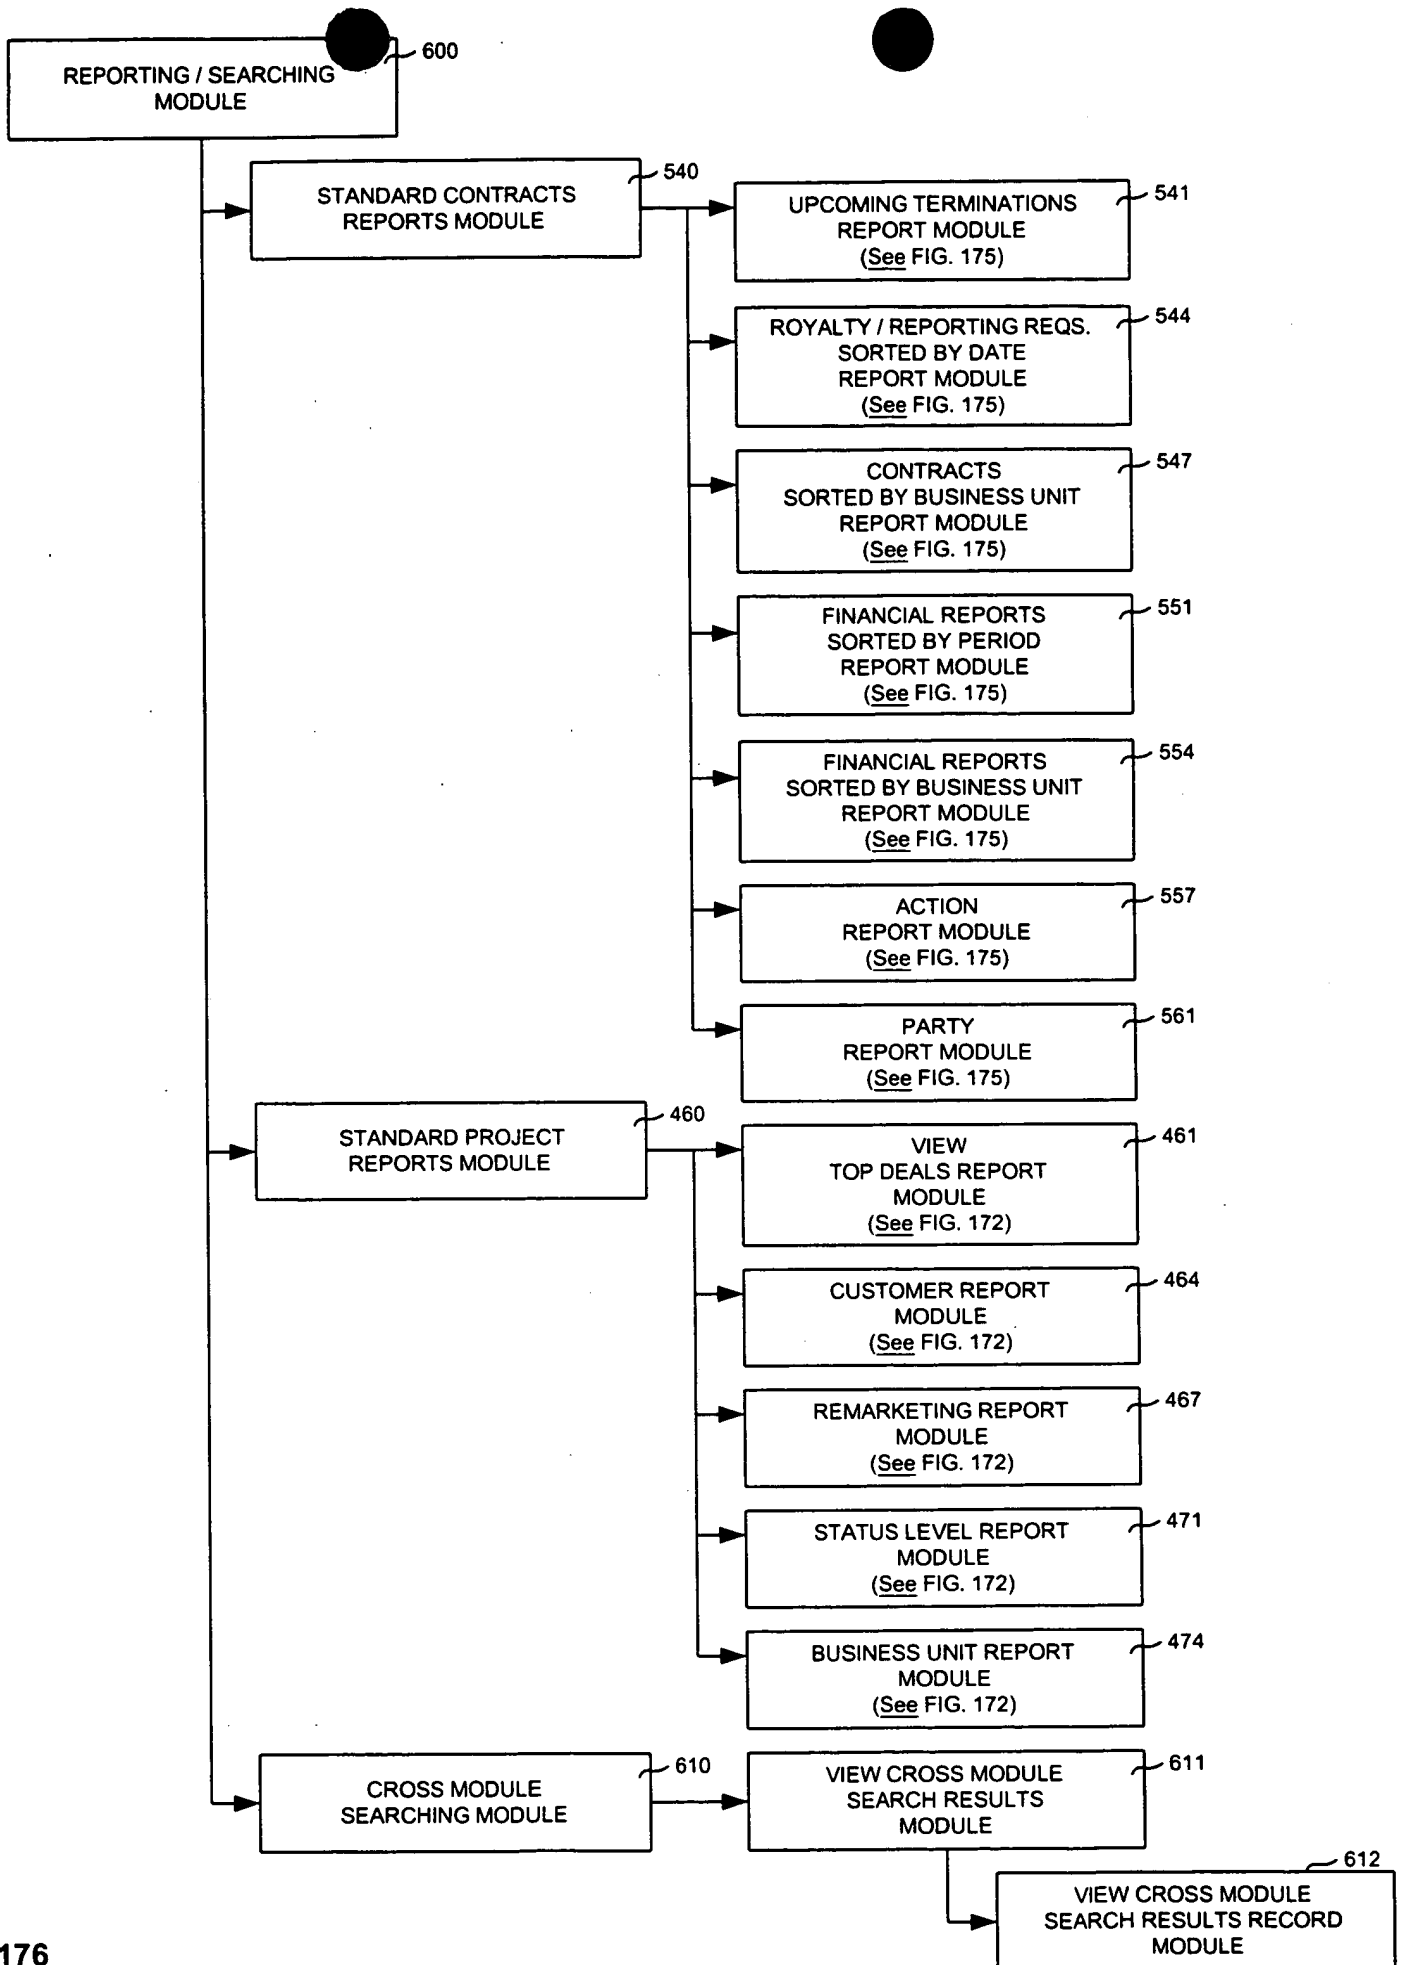 REPORTING / SEARCHING
MODULE
600
STANDARD CONTRACTS
REPORTS MODULE
540
UPCOMING TERMINATIONS
REPORT MODULE
(See FIG. 175)
541
ROYALTY / REPORTING REQS.
SORTED BY DATE
REPORT MODULE
(See FIG. 175)
544
CONTRACTS
SORTED BY BUSINESS UNIT
REPORT MODULE
(See FIG. 175)
547
FINANCIAL REPORTS
SORTED BY PERIOD
REPORT MODULE
(See FIG. 175)
551
FINANCIAL REPORTS
SORTED BY BUSINESS UNIT
REPORT MODULE
(See FIG. 175)
554
ACTION
REPORT MODULE
(See FIG. 175)
557
PARTY
REPORT MODULE
(See FIG. 175)
561
STANDARD PROJECT
REPORTS MODULE
460
VIEW
TOP DEALS REPORT
MODULE
(See FIG. 172)
461
CUSTOMER REPORT
MODULE
(See FIG. 172)
464
REMARKETING REPORT
MODULE
(See FIG. 172)
467
STATUS LEVEL REPORT
MODULE
(See FIG. 172)
471
BUSINESS UNIT REPORT
MODULE
(See FIG. 172)
474
CROSS MODULE
SEARCHING MODULE
610
VIEW CROSS MODULE
SEARCH RESULTS
MODULE
611
VIEW CROSS MODULE
SEARCH RESULTS RECORD
MODULE
612
176